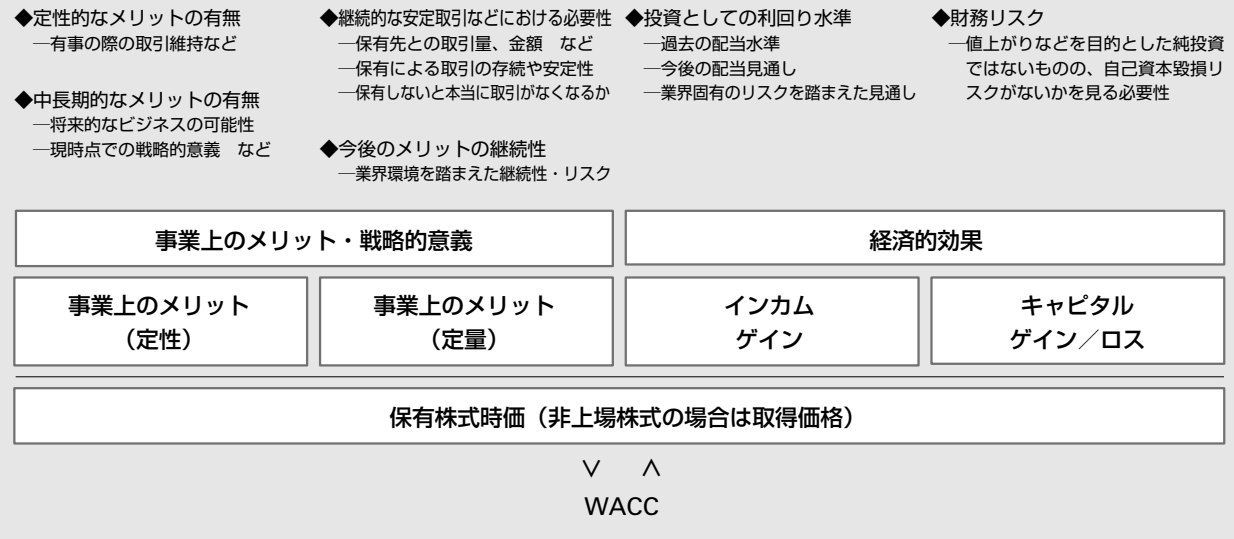 ◆定性的なメリットの有無
―有事の際の取引維持など
◆中長期的なメリットの有無
―将来的なビジネスの可能性
―現時点での戦略的意義　など
◆継続的な安定取引などにおける必要性
―保有先との取引量、金額　など
―保有による取引の存続や安定性
―保有しないと本当に取引がなくなるか
◆今後のメリットの継続性
―業界環境を踏まえた継続性・リスク
◆投資としての利回り水準
―過去の配当水準
―今後の配当見通し
―業界固有のリスクを踏まえた見通し
◆財務リスク
―値上がりなどを目的とした純投資
ではないものの、自己資本毀損リ
スクがないかを見る必要性
事業上のメリット・戦略的意義
経済的効果
事業上のメリット
（定性）
事業上のメリット
（定量）
インカム
ゲイン
キャピタル
ゲイン／ロス
保有株式時価（非上場株式の場合は取得価格）
∨　∧
WACC